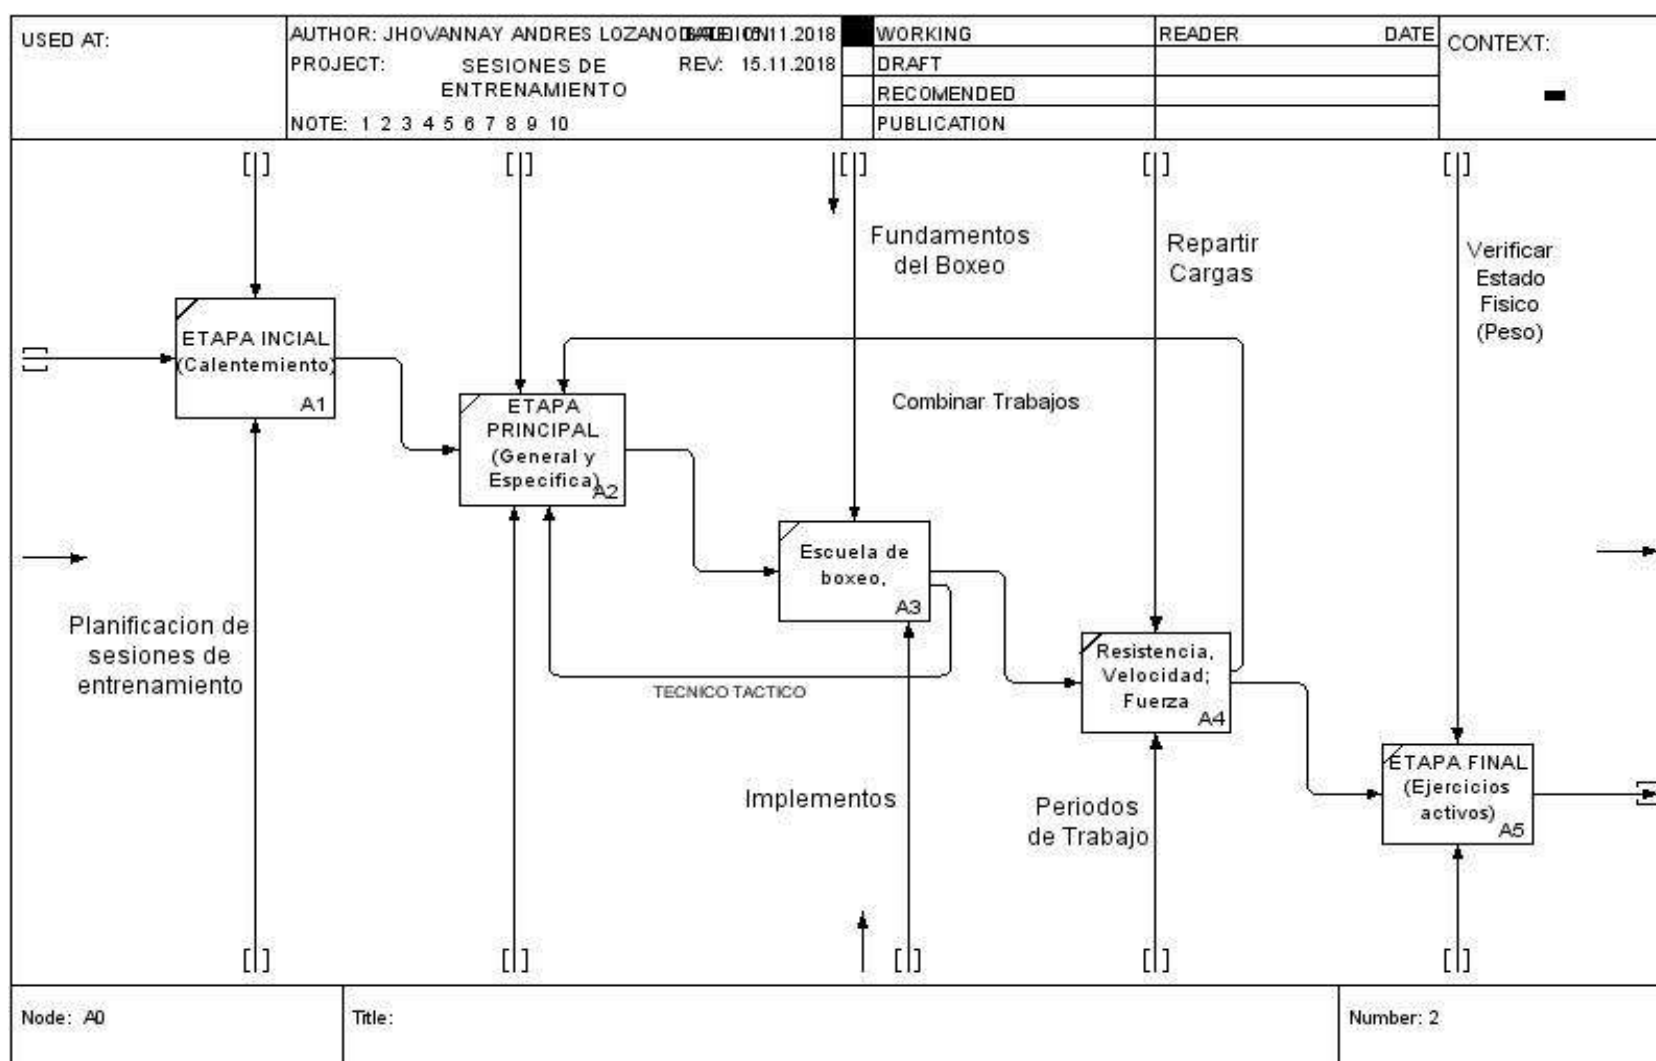 USED AT:
AUTHOR: JHOVANNAY ANDRES LOZANO
15.11.2018
PROJECT: SESIONES DE
ENTRENAMIENTO
REV: 15.11.2018
NOTE: 1 2 3 4 5 6 7 8 9 10
WORKING
DRAFT
RECOMENDED
PUBLICATION
READER DATE
CONTEXT:
Fundamentos
del Boxeo
Repartir
Cargas
Verificar
Estado
Fisico
(Peso)
ETAPA INCIAL
(Calentemiento)
A1
ETAPA
PRINCIPAL
(General y
Especifica)
A2
Combinar Trabajos
Escuela de
boxeo,
A3
Planificacion de
sesiones de
entrenamiento
TECNICO TACTICO
Resistencia,
Velocidad;
Fuerza
A4
Implementos
Periodos
de Trabajo
ETAPA FINAL
(Ejercicios
activos)
A5
Node: A0
Title:
Number: 2